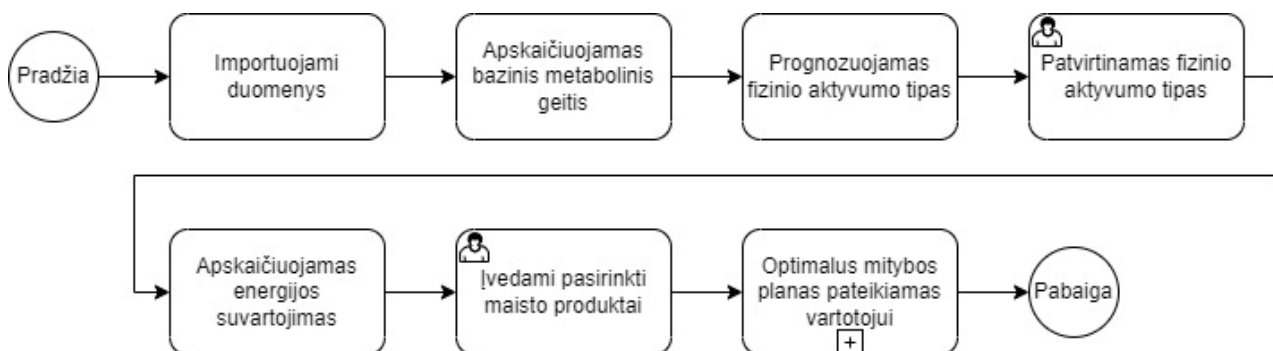 Pradžia
Importuojami
duomenys
Apskaičiuojamas
bazinis metabolinis
geitis
Prognozuojamas
fizinio aktyvumo tipas
Patvirtinamas fizinio
aktyvumo tipas
Apskaičiuojamas
energijos
suvartojimas
Įvedami pasirinkti
maisto produktai
Optimalus mitybos
planas pateikiamas
vartotojui
Pabaiga